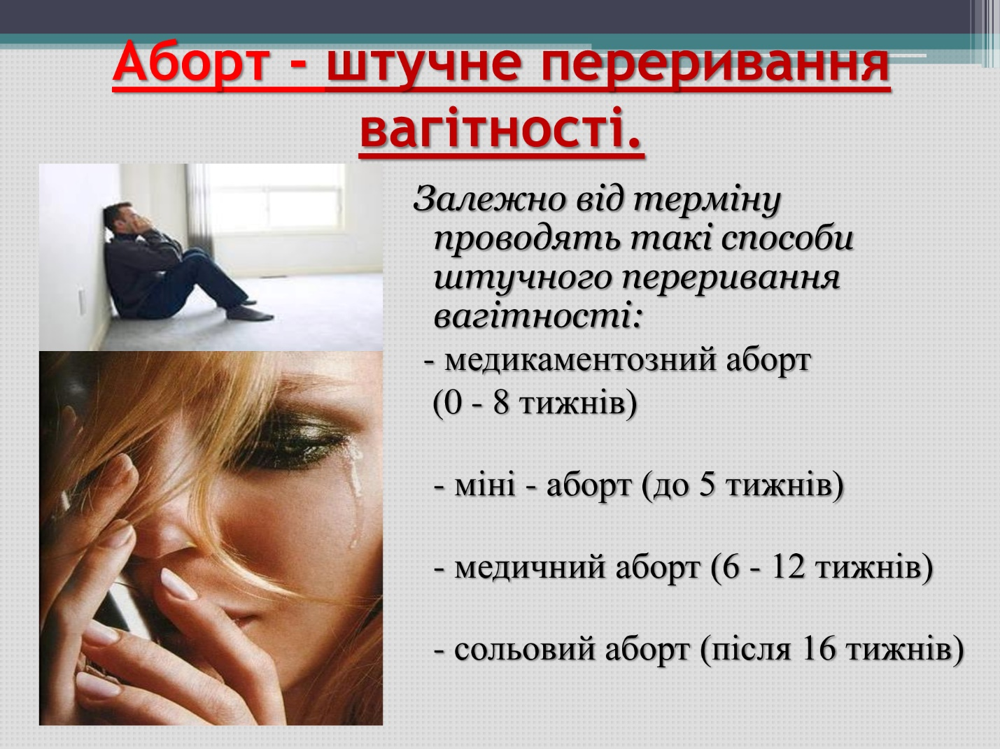 Аборт - штучне переривання
вагітності.
Залежно від терміну
проводять такі способи
штучного переривання
вагітності:
- медикаментозний аборт
(0 - 8 тижнів)
- міні - аборт (до 5 тижнів)
- медичний аборт (6 - 12 тижнів)
- сольовий аборт (після 16 тижнів)